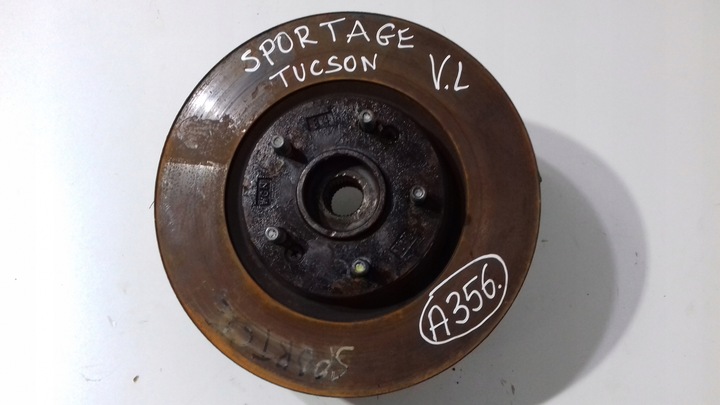 SPORTAGE
TUCSON V.L
A356.